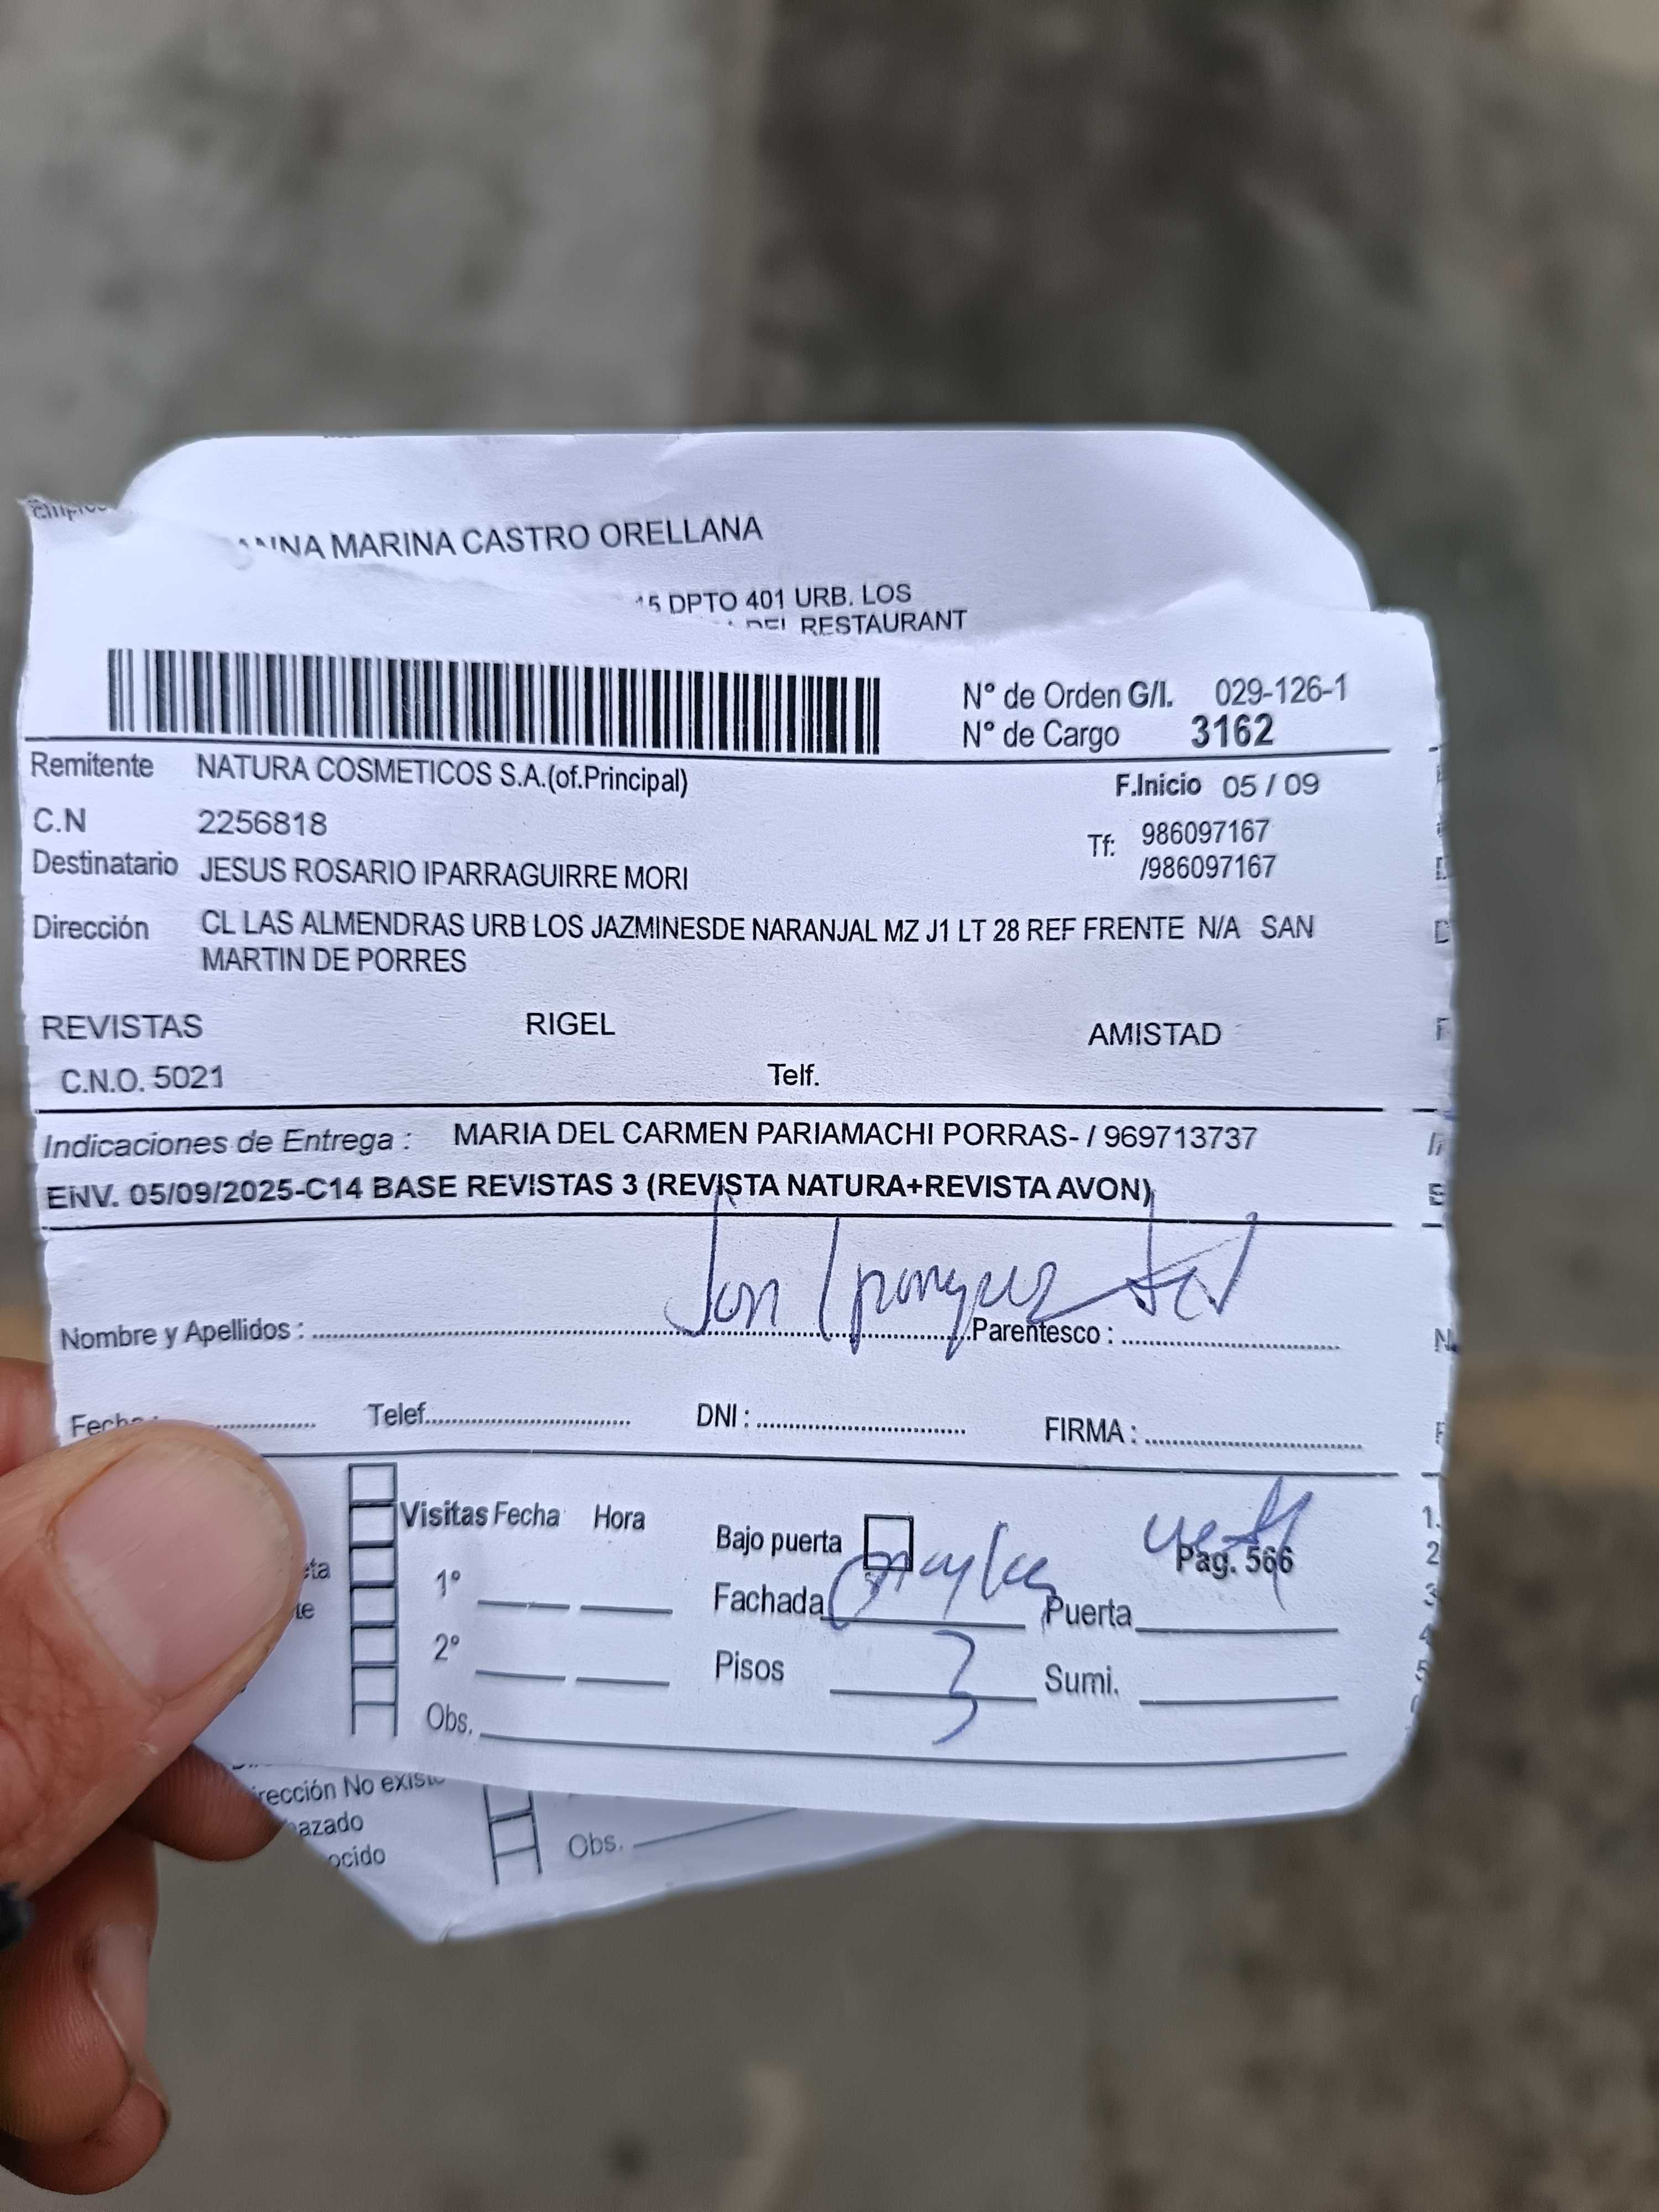 MARINA CASTRO ORELLANA
DPTO 401 URB. LOS
RESTAURANT
N° de Orden G/I. 029-126-1
N° de Cargo 3162
Remitente NATURA COSMETICOS S.A.(of.Principal)
F.Inicio 05 / 09
C.N 2256818
Tf: 986097167
/986097167
Destinatario JESUS ROSARIO IPARRAGUIRRE MORI
Dirección CL LAS ALMENDRAS URB LOS JAZMINESDE NARANJAL MZ J1 LT 28 REF FRENTE N/A SAN
MARTIN DE PORRES
REVISTAS RIGEL AMISTAD
C.N.O. 5021 Telf.
Indicaciones de Entrega : MARIA DEL CARMEN PARIAMACHI PORRAS- / 969713737
ENV. 05/09/2025-C14 BASE REVISTAS 3 (REVISTA NATURA+REVISTA AVON)
Nombre y Apellidos : Parentesco :
Fecha : Telef. DNI : FIRMA :
Visitas Fecha Hora
Bajo puerta
Pag. 566
1°
Fachada Puerta
2°
Pisos 3 Sumi.
Obs.
Obs.